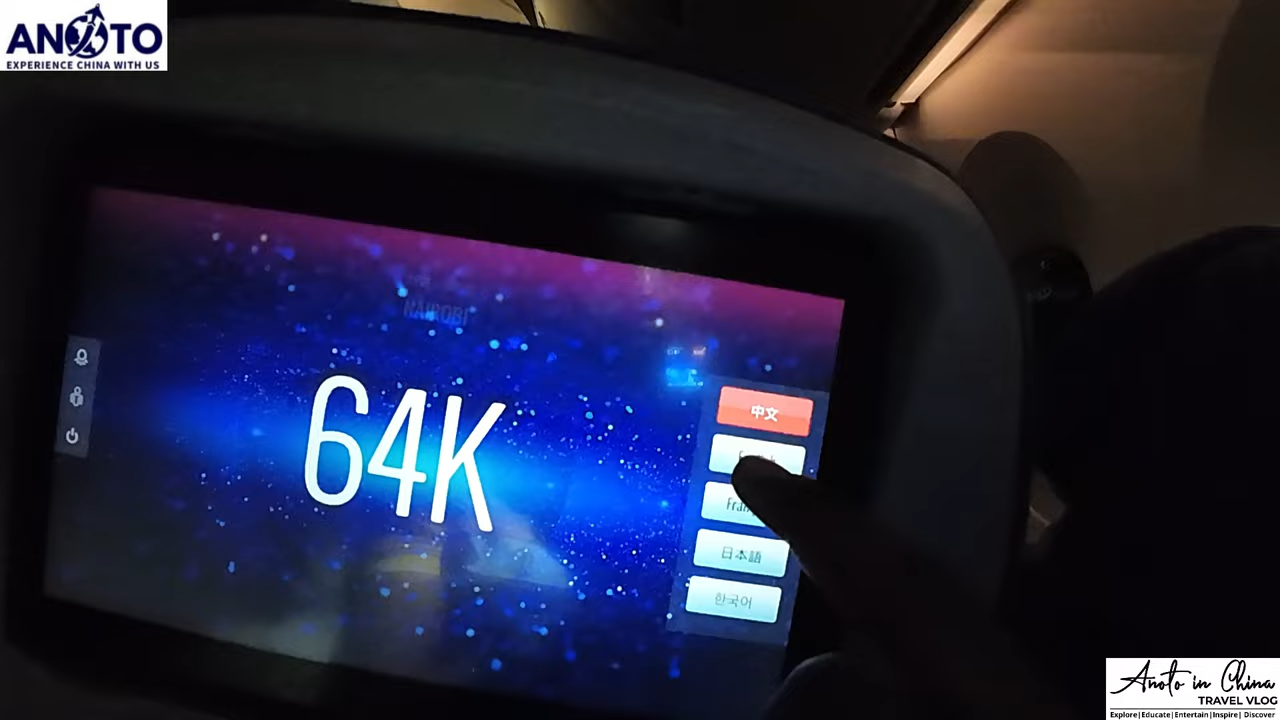 ANOTO
EXPERIENCE CHINA WITH US
NAIROBI
64K
中文
日本語
한국어
Anoto in China
TRAVEL VLOG
Explore|Educate|Entertain|Inspire| Discover